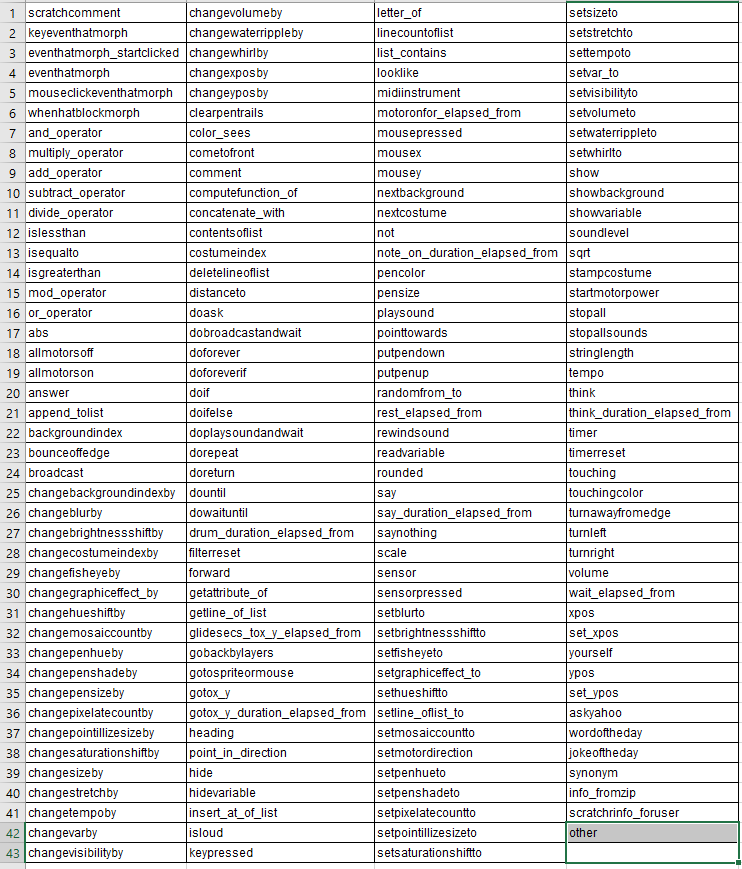 1 scratchcomment changevolumeby letter_of setsizeto
2 keyeventhatmorph changewaterrippleby linecountoflist setstretchto
3 eventhatmorph_startclicked changewhirlby list_contains settempoto
4 eventhatmorph changexposby looklike setvar_to
5 mouseclickeventhatmorph changeyposby midiinstrument setvisibilityto
6 whenhatblockmorph clearpentrails motoronfor_elapsed_from setvolumeto
7 and_operator color_sees mousepressed setwaterrippleto
8 multiply_operator cometofront mousex setwhirlto
9 add_operator comment mousey show
10 subtract_operator computefunction_of nextbackground showbackground
11 divide_operator concatenate_with nextcostume showvariable
12 islessthan contentsoflist not soundlevel
13 isequalto costumeindex note_on_duration_elapsed_from sqrt
14 isgreaterthan deletelineoflist pencolor stampcostume
15 mod_operator distanceto pensize startmotorpower
16 or_operator doask playsound stopall
17 abs dobroadcastandwait pointtowards stopallsounds
18 allmotorsoff doforever putpendown stringlength
19 allmotorson doforeverif putpenup tempo
20 answer doif randomfrom_to think
21 append_tolist doifelse rest_elapsed_from think_duration_elapsed_from
22 backgroundindex doplaysoundandwait rewindsound timer
23 bounceoffedge dorepeat readvariable timerreset
24 broadcast doreturn rounded touching
25 changebackgroundindexby dountil say touchingcolor
26 changeblurby dowaituntil say_duration_elapsed_from turnawayfromedge
27 changebrightnessshiftby drum_duration_elapsed_from saynothing turnleft
28 changecostumeindexby filterreset scale turnright
29 changefisheyeby forward sensor volume
30 changegraphiceffect_by getattribute_of sensorpressed wait_elapsed_from
31 changehueshiftby getline_of_list setblurto xpos
32 changemosaiccountby glidesecs_tox_y_elapsed_from setbrightnessshiftto set_xpos
33 changepenhueby gobackbylayers setfisheyeto yourself
34 changepenshadeby gotospriteormouse setgraphiceffect_to ypos
35 changepensizeby gotox_y sethueshiftto set_ypos
36 changepixelatecountby gotox_y_duration_elapsed_from setline_oflist_to askyahoo
37 changepointillizesizeby heading setmosaiccountto wordoftheday
38 changesaturationshiftby point_in_direction setmotordirection jokeoftheday
39 changesizeby hide setpenhueto synonym
40 changestretchby hidevariable setpenshadeto info_fromzip
41 changetempoby insert_at_of_list setpixelatecountto scratchrinfo_foruser
42 changevarby isloud setpointillizesizeto other
43 changevisibilityby keypressed setsaturationshiftto